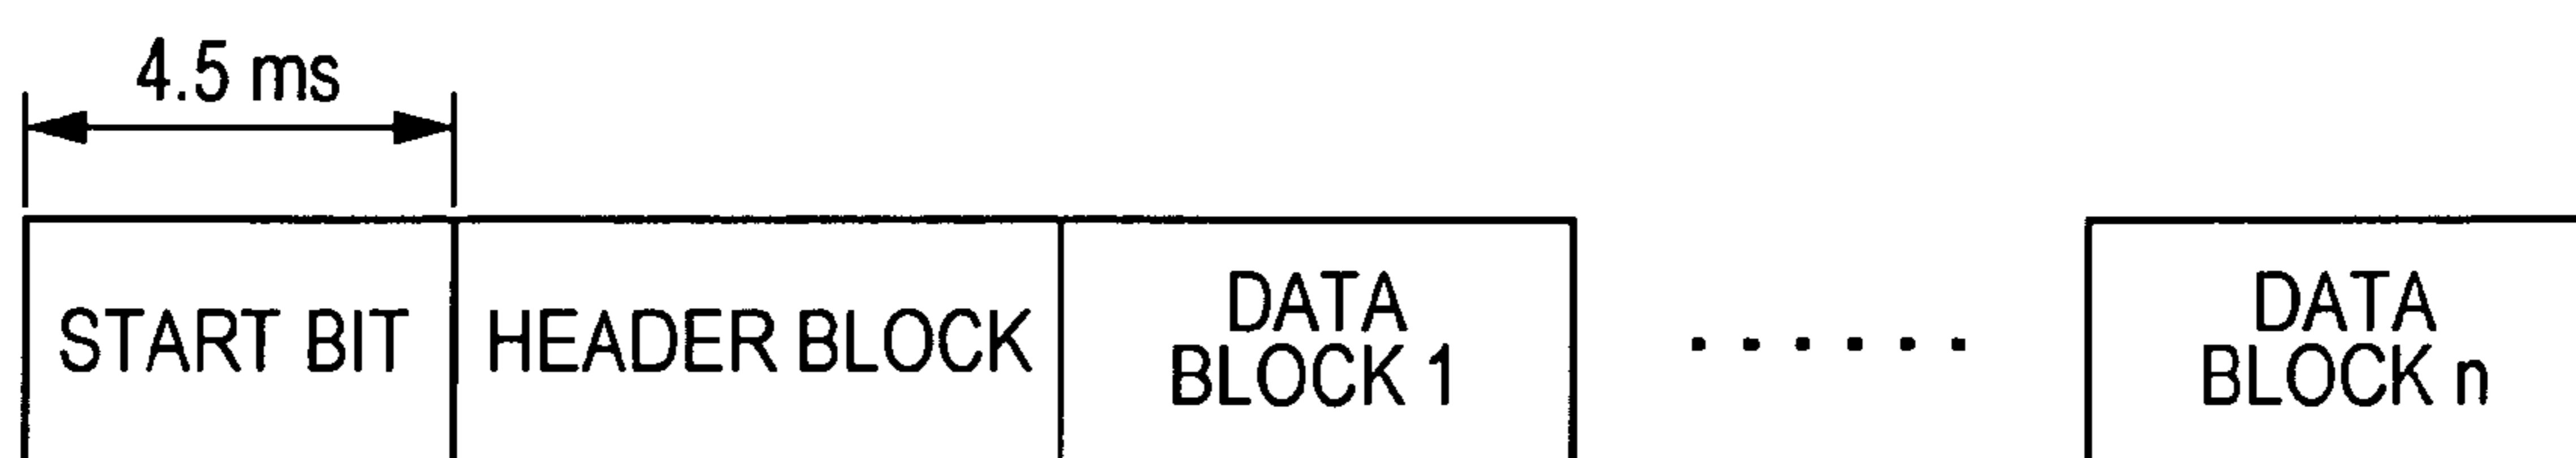 4.5 ms
START BIT
HEADER BLOCK
DATA
BLOCK 1
......
DATA
BLOCK n